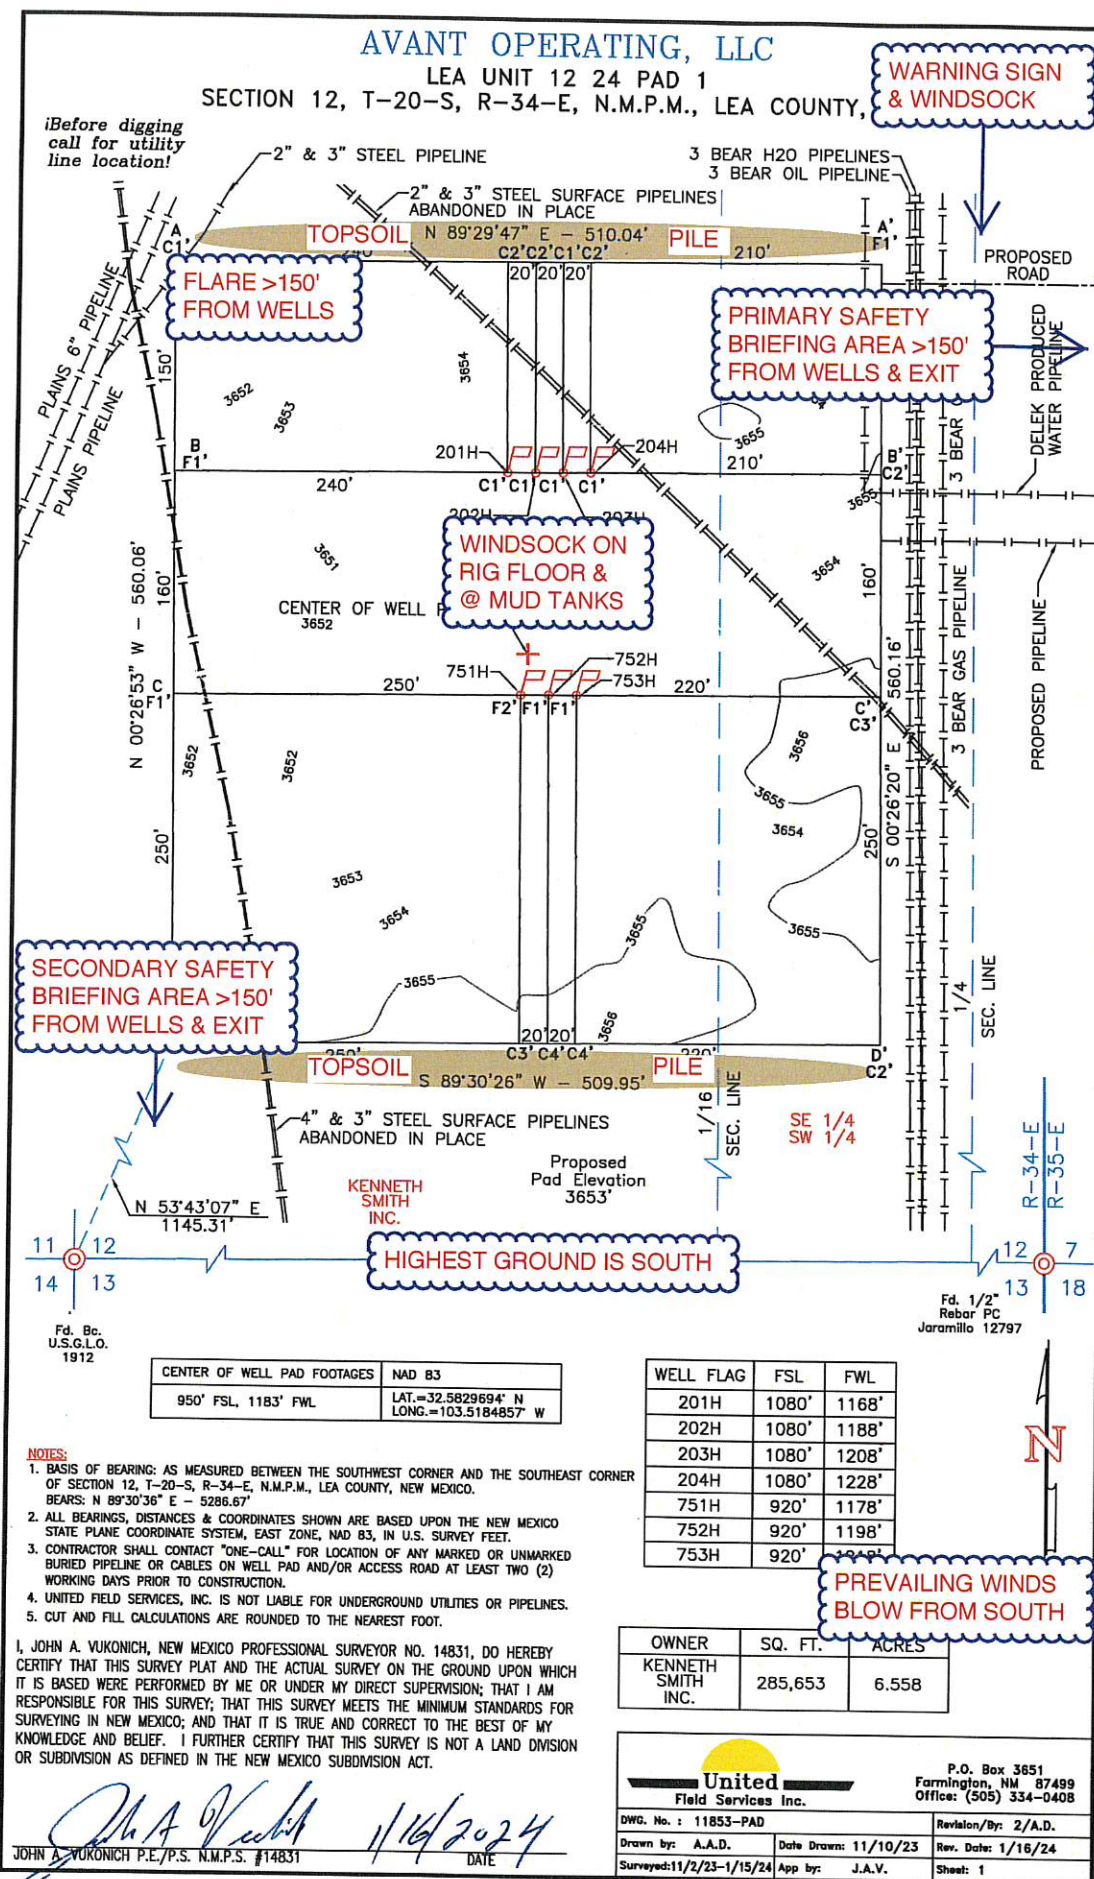 AVANT OPERATING, LLC
LEA UNIT 12 24 PAD 1
SECTION 12, T-20-S, R-34-E, N.M.P.M., LEA COUNTY,
WARNING SIGN
& WINDSOCK
¡Before digging
call for utility
line location!
2" & 3" STEEL PIPELINE
3 BEAR H2O PIPELINES
3 BEAR OIL PIPELINE
2" & 3" STEEL SURFACE PIPELINES
ABANDONED IN PLACE
A
C1'
TOPSOIL
N 89°29'47" E - 510.04'
PILE
A'
F1'
240'
C2' C2' C1' C2'
210'
20' 20' 20'
PROPOSED
ROAD
FLARE >150'
FROM WELLS
PRIMARY SAFETY
BRIEFING AREA >150'
FROM WELLS & EXIT
PLAINS 6" PIPELINE
PLAINS PIPELINE
150'
3652
3653
3654
3655
DELEK PRODUCED
WATER PIPELINE
3 BEAR
B
F1'
201H
204H
240'
210'
C1' C1' C1' C1'
B'
C2'
3655
202H
203H
WINDSOCK ON
RIG FLOOR &
@ MUD TANKS
N 00°26'53" W - 560.06'
160'
3651
CENTER OF WELL
3652
3654
160'
3 BEAR GAS PIPELINE
PROPOSED PIPELINE
751H
752H
753H
C
F1'
250'
220'
F2' F1' F1'
C'
C3'
S 00°26'20" E
560.16'
3652
3652
3656
3655
3654
250'
250'
3653
3654
3655
3655
3655
3656
SECONDARY SAFETY
BRIEFING AREA >150'
FROM WELLS & EXIT
1/4
SEC. LINE
20' 20'
250'
C3' C4' C4'
220'
D'
C2'
TOPSOIL
S 89°30'26" W - 509.95'
PILE
4" & 3" STEEL SURFACE PIPELINES
ABANDONED IN PLACE
1/16
SEC. LINE
SE 1/4
SW 1/4
Proposed
Pad Elevation
3653'
R-34-E
R-35-E
N 53°43'07" E
1145.31'
KENNETH
SMITH
INC.
HIGHEST GROUND IS SOUTH
11 12
14 13
12 7
13 18
Fd. Bc.
U.S.G.L.O.
1912
Fd. 1/2"
Rebar PC
Jaramillo 12797
CENTER OF WELL PAD FOOTAGES NAD 83
950' FSL, 1183' FWL LAT.=32.5829694° N
LONG.=103.5184857° W
WELL FLAG FSL FWL
201H 1080' 1168'
202H 1080' 1188'
203H 1080' 1208'
204H 1080' 1228'
751H 920' 1178'
752H 920' 1198'
753H 920'
N
PREVAILING WINDS
BLOW FROM SOUTH
NOTES:
1. BASIS OF BEARING: AS MEASURED BETWEEN THE SOUTHWEST CORNER AND THE SOUTHEAST CORNER
OF SECTION 12, T-20-S, R-34-E, N.M.P.M., LEA COUNTY, NEW MEXICO.
BEARS: N 89°30'36" E - 5286.67'
2. ALL BEARINGS, DISTANCES & COORDINATES SHOWN ARE BASED UPON THE NEW MEXICO
STATE PLANE COORDINATE SYSTEM, EAST ZONE, NAD 83, IN U.S. SURVEY FEET.
3. CONTRACTOR SHALL CONTACT "ONE-CALL" FOR LOCATION OF ANY MARKED OR UNMARKED
BURIED PIPELINE OR CABLES ON WELL PAD AND/OR ACCESS ROAD AT LEAST TWO (2)
WORKING DAYS PRIOR TO CONSTRUCTION.
4. UNITED FIELD SERVICES, INC. IS NOT LIABLE FOR UNDERGROUND UTILITIES OR PIPELINES.
5. CUT AND FILL CALCULATIONS ARE ROUNDED TO THE NEAREST FOOT.
I, JOHN A. VUKONICH, NEW MEXICO PROFESSIONAL SURVEYOR NO. 14831, DO HEREBY
CERTIFY THAT THIS SURVEY PLAT AND THE ACTUAL SURVEY ON THE GROUND UPON WHICH
IT IS BASED WERE PERFORMED BY ME OR UNDER MY DIRECT SUPERVISION; THAT I AM
RESPONSIBLE FOR THIS SURVEY; THAT THIS SURVEY MEETS THE MINIMUM STANDARDS FOR
SURVEYING IN NEW MEXICO; AND THAT IT IS TRUE AND CORRECT TO THE BEST OF MY
KNOWLEDGE AND BELIEF. I FURTHER CERTIFY THAT THIS SURVEY IS NOT A LAND DIVISION
OR SUBDIVISION AS DEFINED IN THE NEW MEXICO SUBDIVISION ACT.
1/16/2024
JOHN A. VUKONICH P.E./P.S. N.M.P.S. #14831 DATE
OWNER SQ. FT. ACRES
KENNETH
SMITH
INC. 285,653 6.558
United
Field Services Inc.
P.O. Box 3651
Farmington, NM 87499
Office: (505) 334-0408
DWG. No. : 11853-PAD Revision/By: 2/A.D.
Drawn by: A.A.D. Date Drawn: 11/10/23 Rev. Date: 1/16/24
Surveyed:11/2/23-1/15/24 App by: J.A.V. Sheet: 1